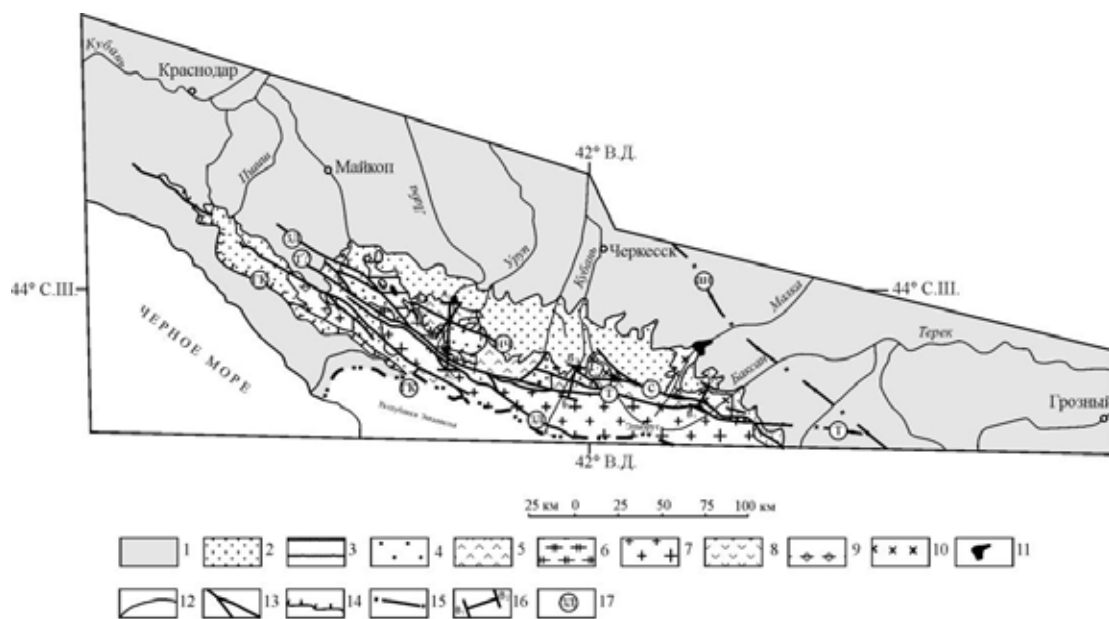 Кубань
Краснодар
42° В.Д.
Пшиш
Майкоп
Лаба
Уруп
Кубань
Черкесск
44° С.Ш.
44° С.Ш.
Малка
Терек
ЧЕРНОЕ МОРЕ
ГК
С
Баксан
ГК
Т
Грозный
Т
42° В.Д.
25 км 0 25 50 75 100 км
1 2 3 4 5 6 7 8 9 10 11
12 13 14 15 16 17